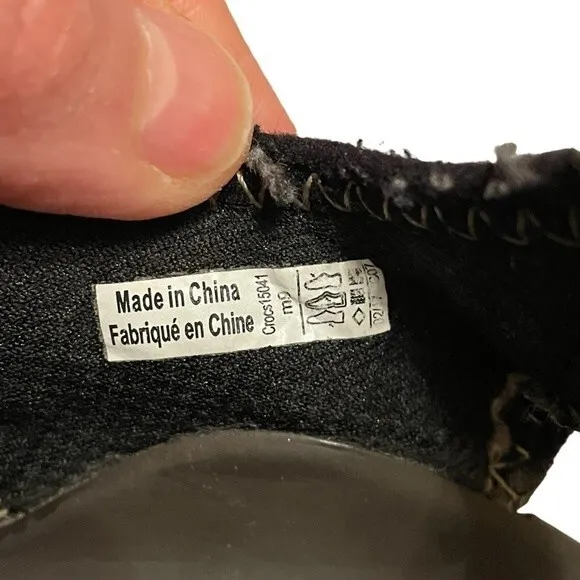 Made in China
Fabriqué en Chine
Crocs15041
m9